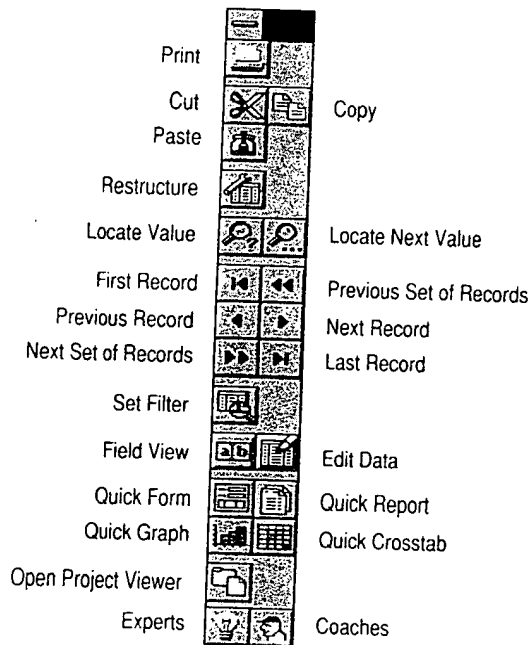 Print
Cut Copy
Paste
Restructure
Locate Value Locate Next Value
First Record Previous Set of Records
Previous Record Next Record
Next Set of Records Last Record
Set Filter
Field View a b Edit Data
Quick Form Quick Report
Quick Graph Quick Crosstab
Open Project Viewer
Experts Coaches